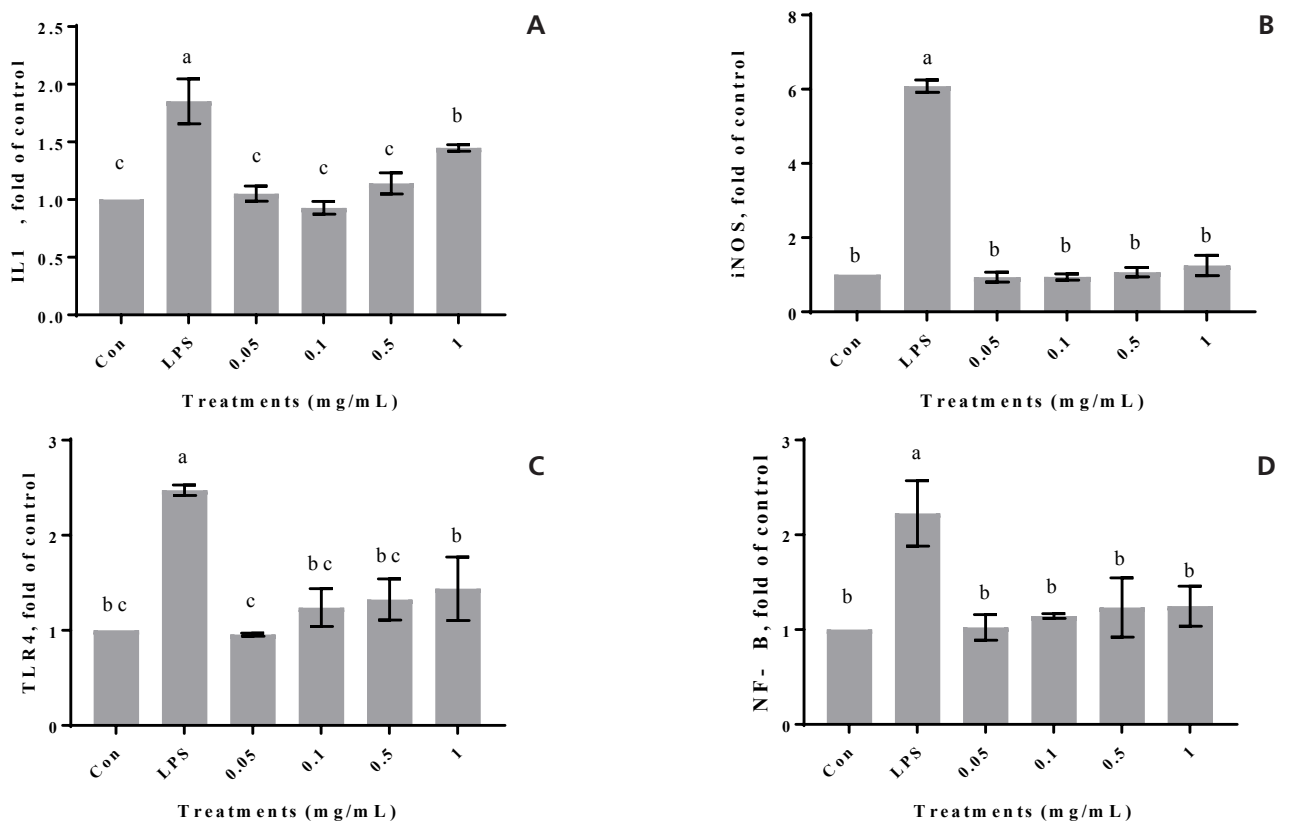 A
IL1 , fold of control
2.5
2.0
1.5
1.0
0.5
0.0
c
a
c
c
c
b
Con
LPS
0.05
0.1
0.5
1
Treatments (mg/mL)
B
iNOS, fold of control
8
6
4
2
0
b
a
b
b
b
b
Con
LPS
0.05
0.1
0.5
1
Treatments (mg/mL)
C
TLR4, fold of control
3
2
1
0
b c
a
c
b c
b c
b
Con
LPS
0.05
0.1
0.5
1
Treatments (mg/mL)
D
NF- B, fold of control
3
2
1
0
b
a
b
b
b
b
Con
LPS
0.05
0.1
0.5
1
Treatments (mg/mL)